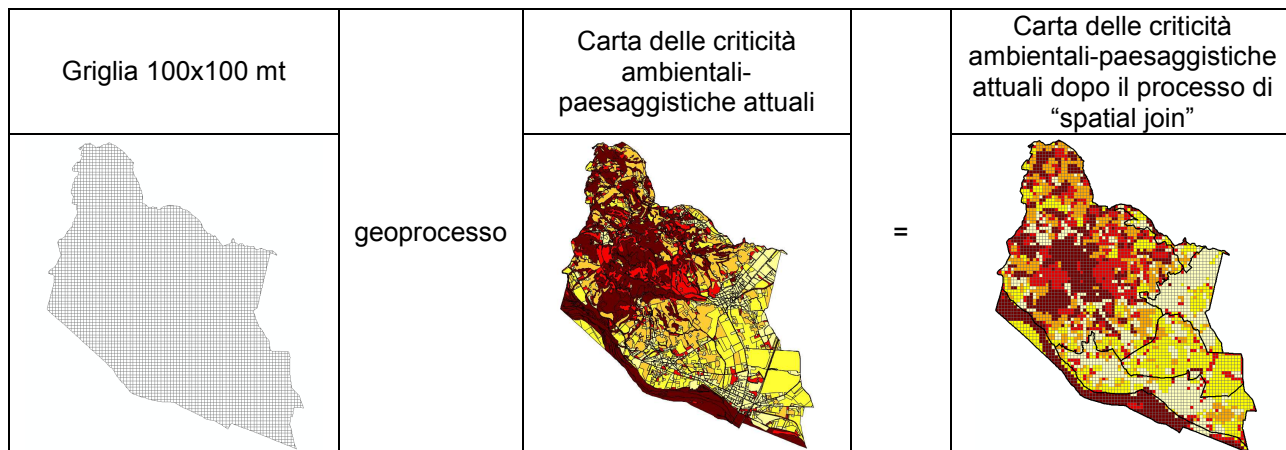 Griglia 100x100 mt
geoprocesso
Carta delle criticità
ambientali-
paesaggistiche attuali
=
Carta delle criticità
ambientali-paesaggistiche
attuali dopo il processo di
“spatial join”